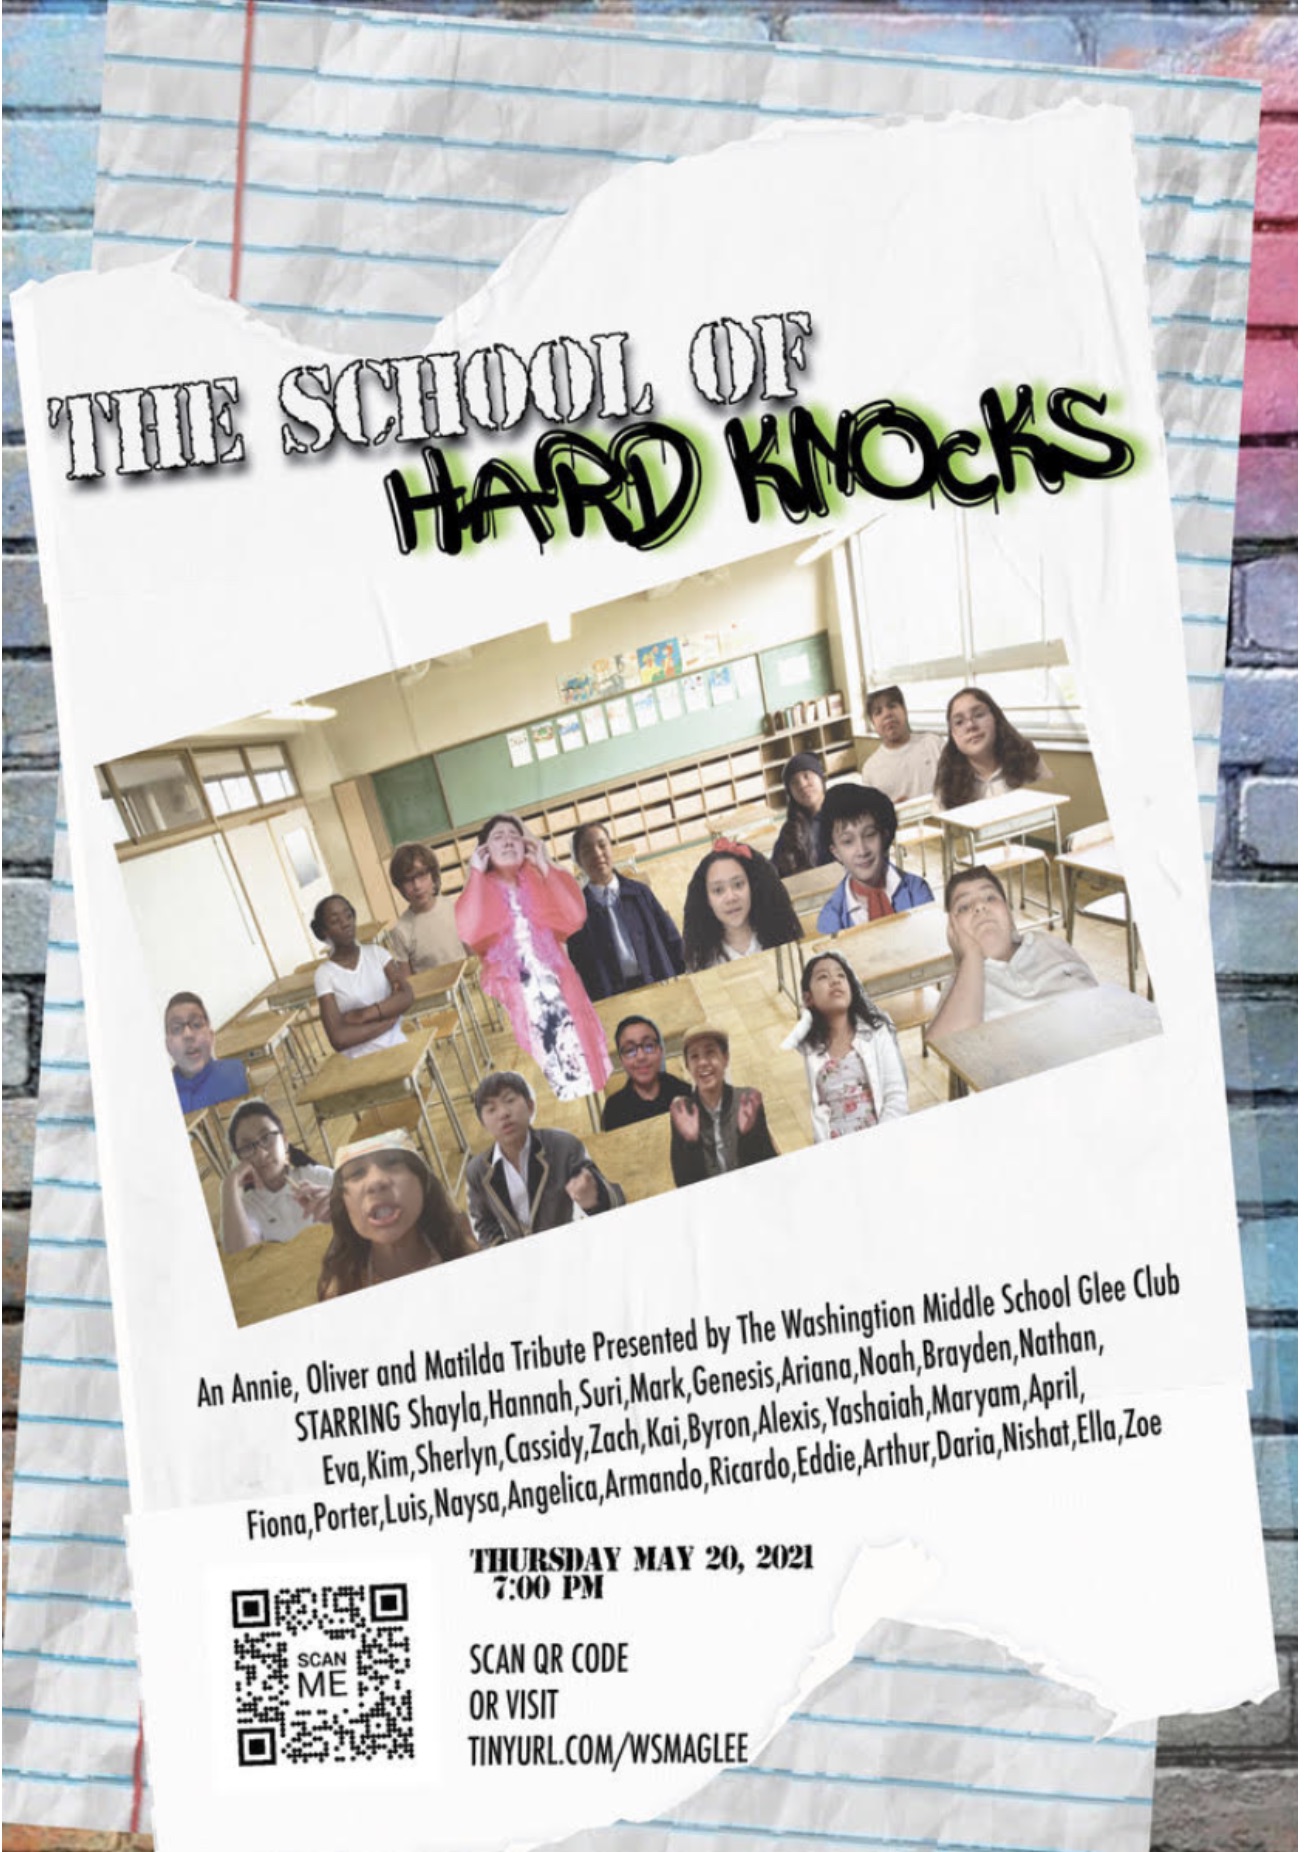 THE SCHOOL OF
HARD KNOCKS
An Annie, Oliver and Matilda Tribute Presented by The Washingtion Middle School Glee Club
STARRING Shayla,Hannah,Suri,Mark,Genesis,Ariana,Noah,Brayden,Nathan,
Eva,Kim,Sherlyn,Cassidy,Zach,Kai,Byron,Alexis,Yashaiah,Maryam,April,
Fiona,Porter,Luis,Naysa,Angelica,Armando,Ricardo,Eddie,Arthur,Daria,Nishat,Ella,Zoe
THURSDAY MAY 20, 2021
7:00 PM
SCAN
ME
SCAN QR CODE
OR VISIT
TINYURL.COM/WSMAGLEE